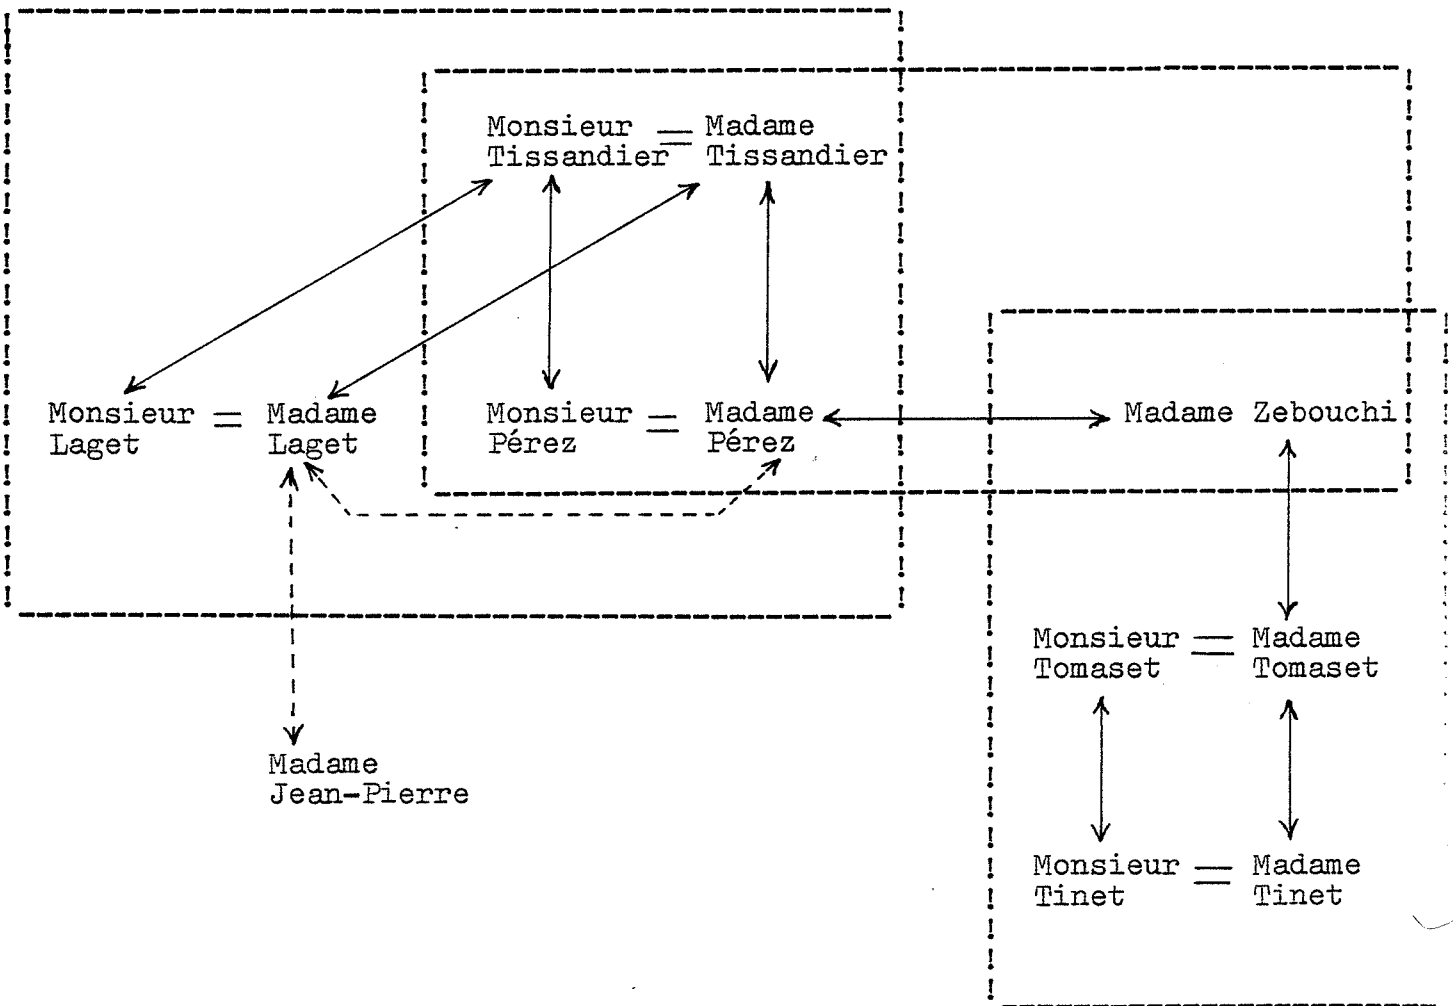 Monsieur = Madame
Tissandier Tissandier
Monsieur = Madame
Laget Laget
Monsieur = Madame
Pérez Pérez
Madame Zebouchi
Monsieur = Madame
Tomaset Tomaset
Madame
Jean-Pierre
Monsieur = Madame
Tinet Tinet